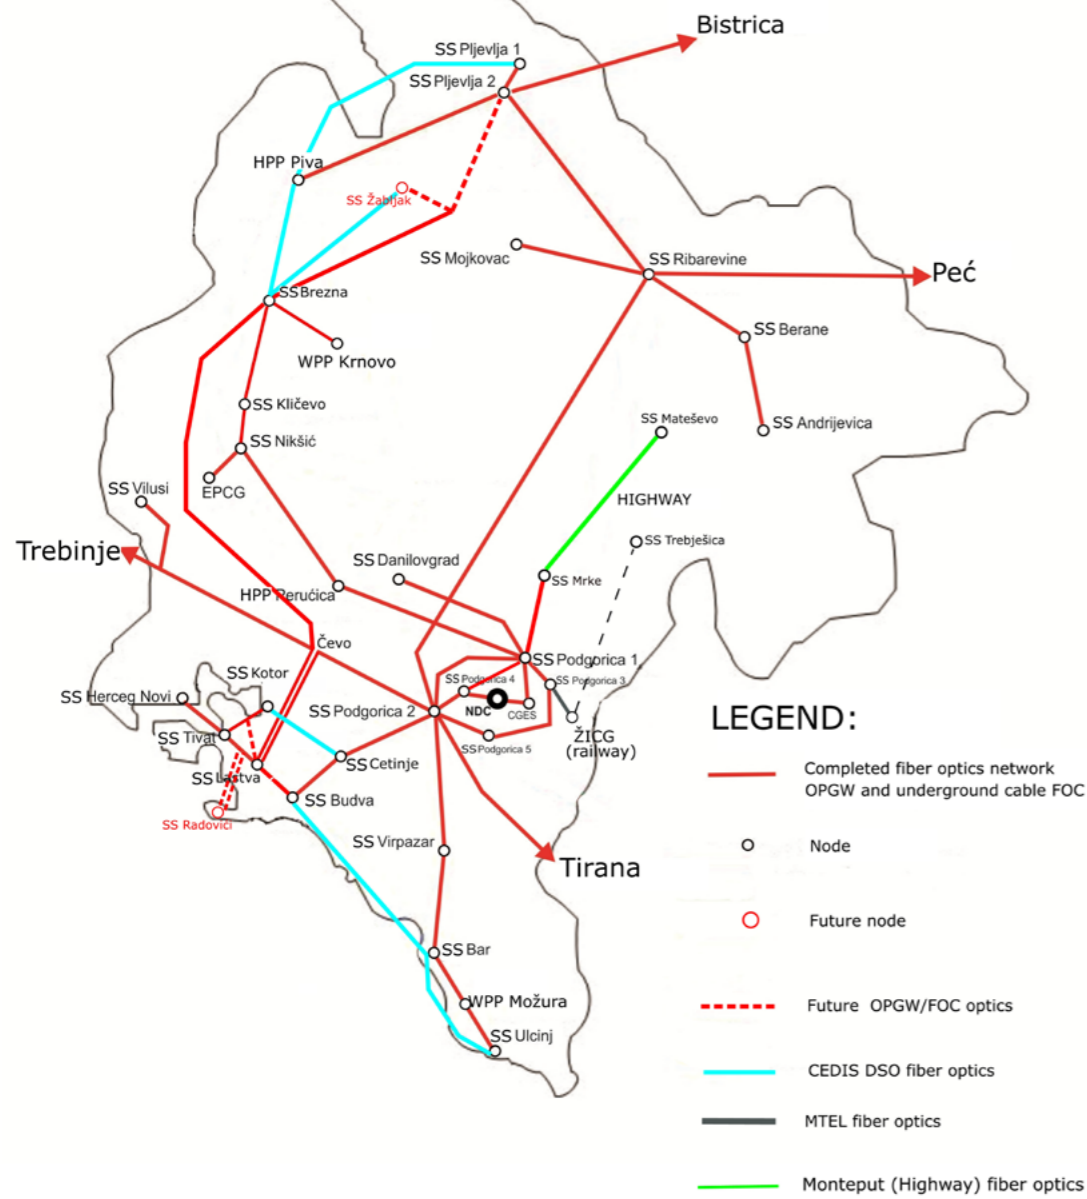 Bistrica
SS Pljevlja 1
SS Pljevlja 2
HPP Piva
SS Žabljak
SS Mojkovac
SS Ribarevine
Peć
SS Brezna
SS Berane
WPP Krnovo
SS Kličevo
SS Mateševo
SS Andrijevica
SS Nikšić
EPCG
SS Vilusi
HIGHWAY
Trebinje
SS Trebješica
SS Danilovgrad
SS Mrke
HPP Perućica
Čevo
SS Podgorica 1
SS Kotor
SS Podgorica 4
SS Podgorica 3
SS Herceg Novi
SS Podgorica 2
NDC
CGES
SS Tivat
ŽICG
(railway)
SS Podgorica 5
SS Cetinje
SS Lastva
SS Budva
SS Radovići
SS Virpazar
Tirana
SS Bar
WPP Možura
SS Ulcinj
LEGEND:
Completed fiber optics network
OPGW and underground cable FOC
Node
Future node
Future OPGW/FOC optics
CEDIS DSO fiber optics
MTEL fiber optics
Monteput (Highway) fiber optics